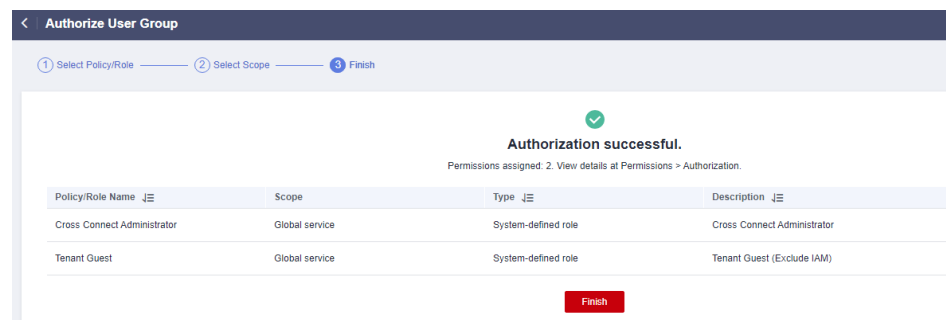 Authorize User Group
1 Select Policy/Role 2 Select Scope 3 Finish
Authorization successful.
Permissions assigned: 2. View details at Permissions > Authorization.
Policy/Role Name Scope Type Description
Cross Connect Administrator Global service System-defined role Cross Connect Administrator
Tenant Guest Global service System-defined role Tenant Guest (Exclude IAM)
Finish